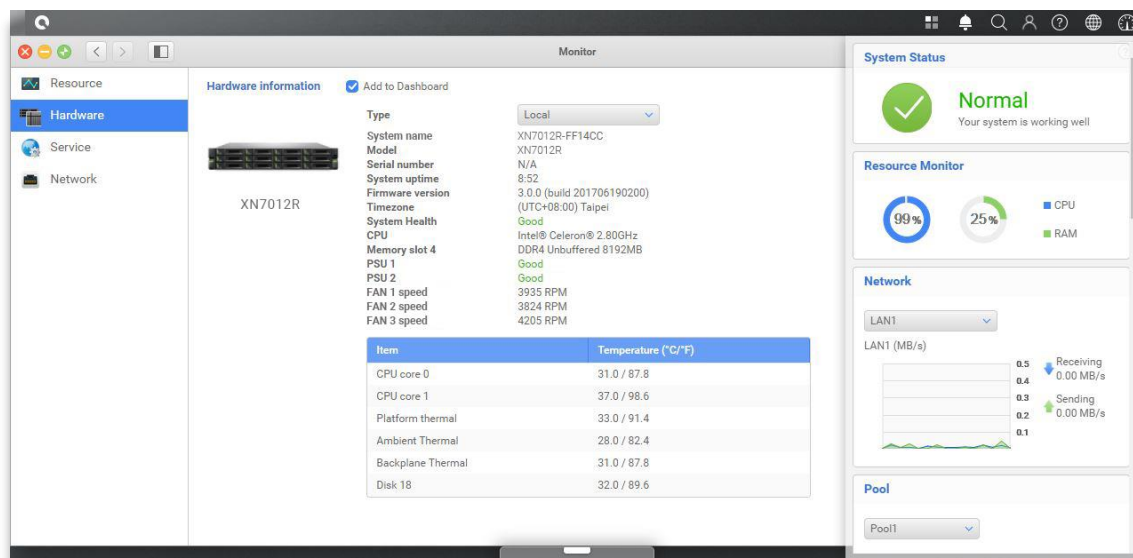 Monitor
Resource
Hardware
Service
Network
Hardware information
Add to Dashboard
XN7012R
Type Local
System name XN7012R-FF14CC
Model XN7012R
Serial number N/A
System uptime 8:52
Firmware version 3.0.0 (build 201706190200)
Timezone (UTC+08:00) Taipei
System Health Good
CPU Intel® Celeron® 2.80GHz
Memory slot 4 DDR4 Unbuffered 8192MB
PSU 1 Good
PSU 2 Good
FAN 1 speed 3935 RPM
FAN 2 speed 3824 RPM
FAN 3 speed 4205 RPM
Item Temperature (°C/°F)
CPU core 0 31.0 / 87.8
CPU core 1 37.0 / 98.6
Platform thermal 33.0 / 91.4
Ambient Thermal 28.0 / 82.4
Backplane Thermal 31.0 / 87.8
Disk 18 32.0 / 89.6
System Status
Normal
Your system is working well
Resource Monitor
99%
25%
CPU
RAM
Network
LAN1
LAN1 (MB/s)
0.5
0.4
0.3
0.2
0.1
Receiving
0.00 MB/s
Sending
0.00 MB/s
Pool
Pool1